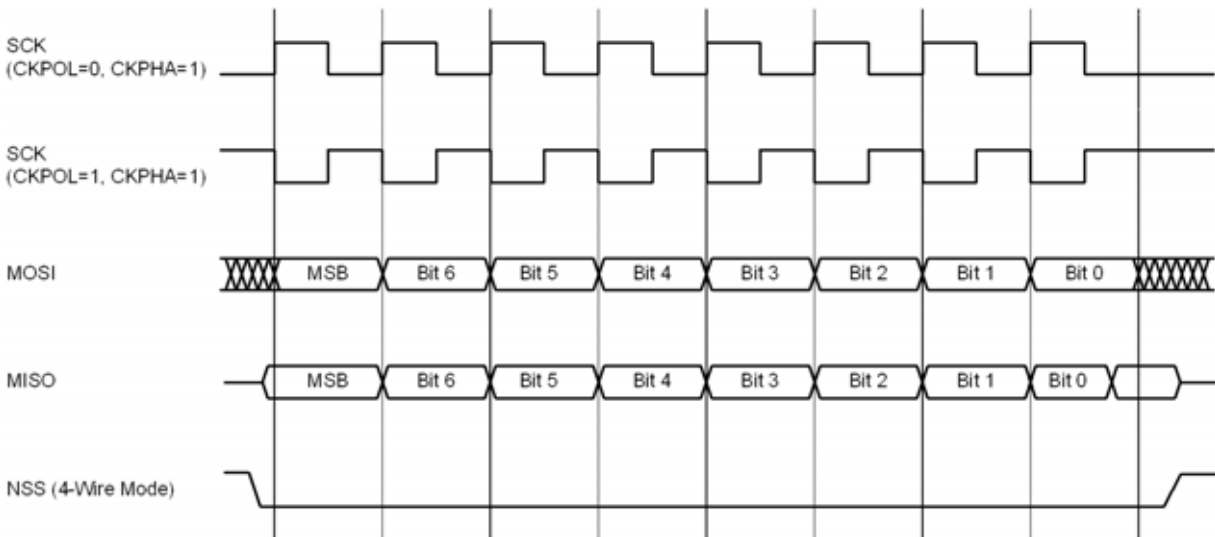 SCK
(CKPOL=0, CKPHA=1)
SCK
(CKPOL=1, CKPHA=1)
MOSI
MSB Bit 6 Bit 5 Bit 4 Bit 3 Bit 2 Bit 1 Bit 0
MISO
MSB Bit 6 Bit 5 Bit 4 Bit 3 Bit 2 Bit 1 Bit 0
NSS (4-Wire Mode)